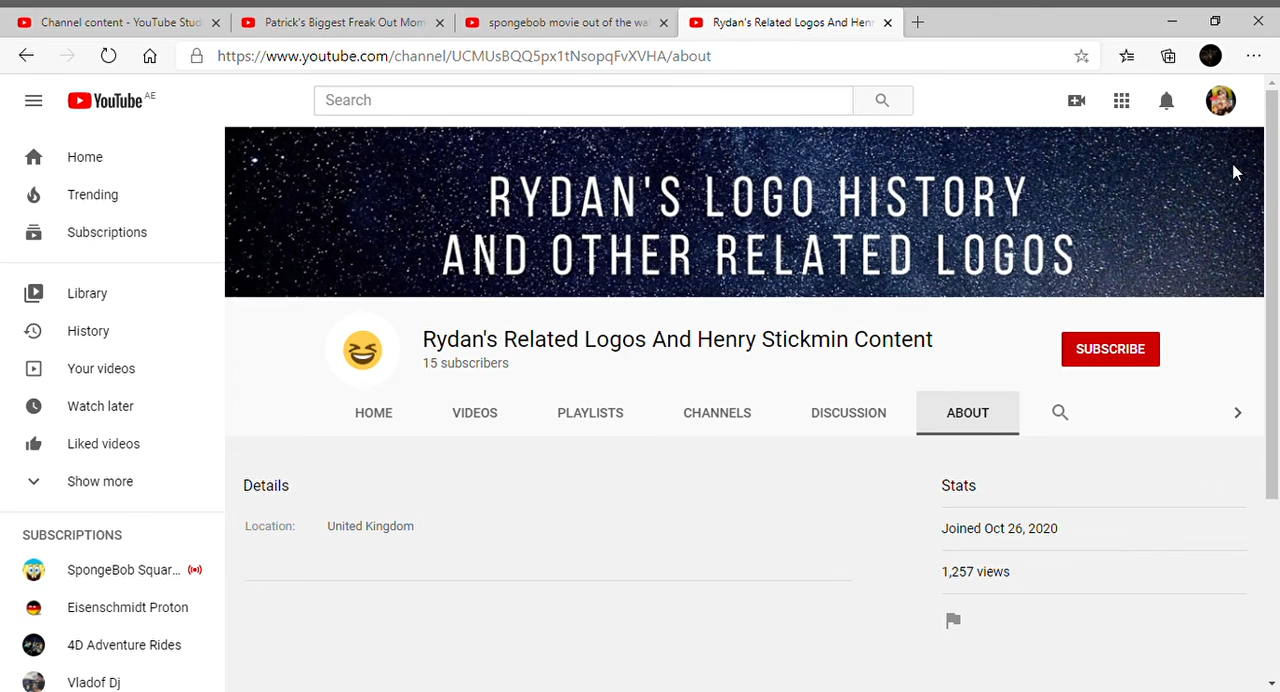 Channel content - YouTube Stud
Patrick's Biggest Freak Out Mom
spongebob movie out of the wa
Rydan's Related Logos And Henr
https://www.youtube.com/channel/UCMUsBQQ5px1tNsopqFvXVHA/about
YouTube AE
Search
Home
Trending
Subscriptions
Library
History
Your videos
Watch later
Liked videos
Show more
SUBSCRIPTIONS
SpongeBob Squar...
Eisenschmidt Proton
4D Adventure Rides
Vladof Dj
RYDAN'S LOGO HISTORY
AND OTHER RELATED LOGOS
Rydan's Related Logos And Henry Stickmin Content
15 subscribers
SUBSCRIBE
HOME VIDEOS PLAYLISTS CHANNELS DISCUSSION ABOUT
Details
Location: United Kingdom
Stats
Joined Oct 26, 2020
1,257 views